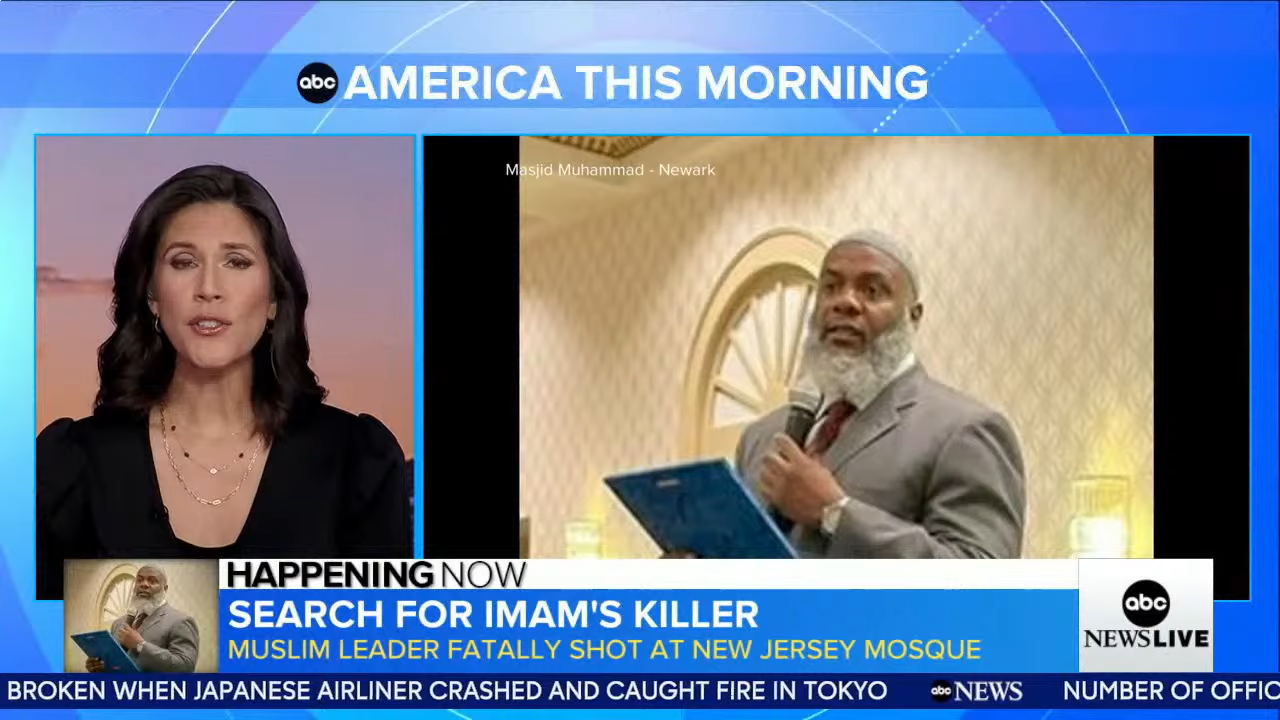 abc AMERICA THIS MORNING
Masjid Muhammad - Newark
HAPPENING NOW
SEARCH FOR IMAM'S KILLER
MUSLIM LEADER FATALLY SHOT AT NEW JERSEY MOSQUE
abc
NEWS LIVE
BROKEN WHEN JAPANESE AIRLINER CRASHED AND CAUGHT FIRE IN TOKYO abc NEWS NUMBER OF OFFIC